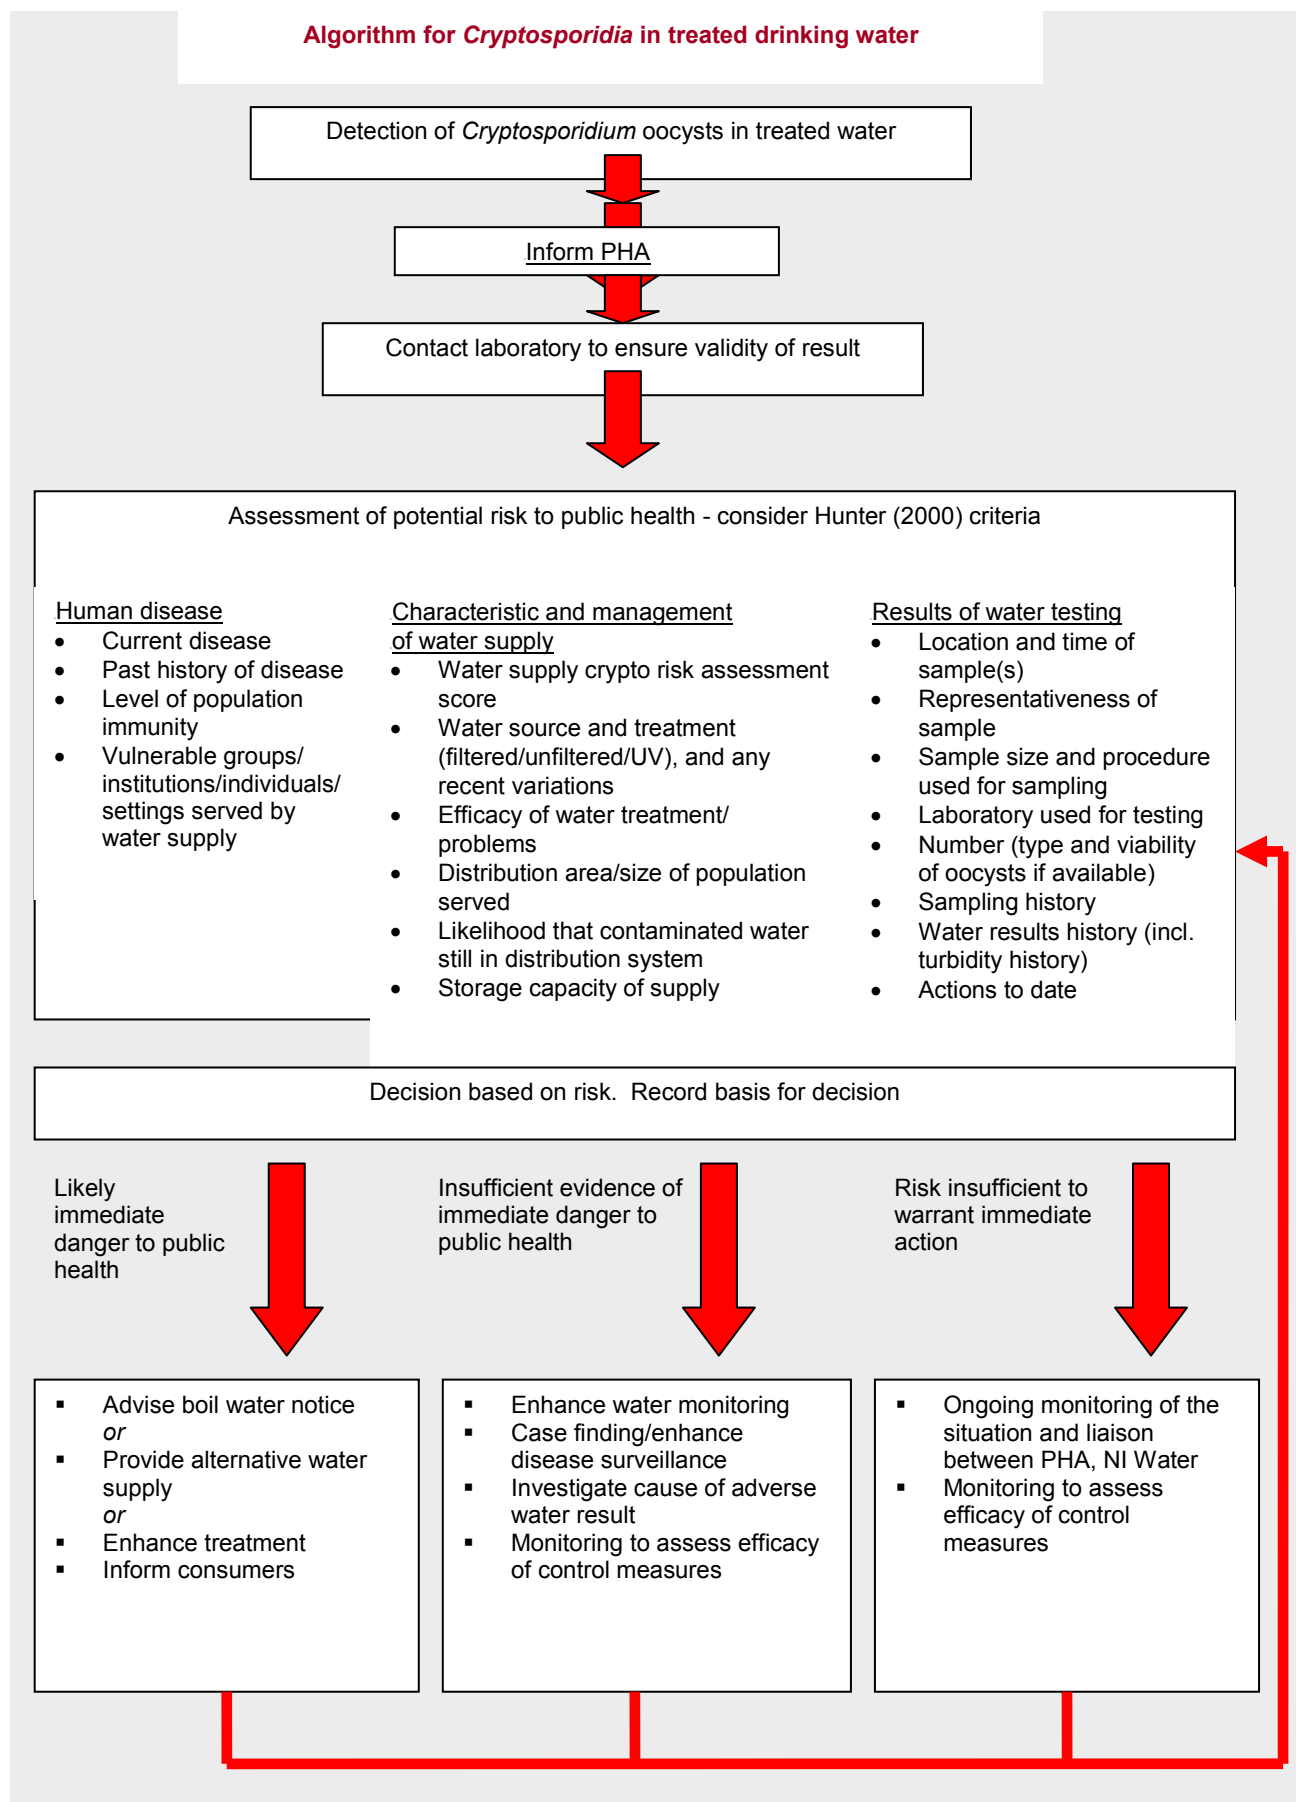 Algorithm for Cryptosporidia in treated drinking water
Detection of Cryptosporidium oocysts in treated water
Inform PHA
Contact laboratory to ensure validity of result
Assessment of potential risk to public health - consider Hunter (2000) criteria
Human disease
• Current disease
• Past history of disease
• Level of population
immunity
• Vulnerable groups/
institutions/individuals/
settings served by
water supply
Characteristic and management
of water supply
• Water supply crypto risk assessment
score
• Water source and treatment
(filtered/unfiltered/UV), and any
recent variations
• Efficacy of water treatment/
problems
• Distribution area/size of population
served
• Likelihood that contaminated water
still in distribution system
• Storage capacity of supply
Results of water testing
• Location and time of
sample(s)
• Representativeness of
sample
• Sample size and procedure
used for sampling
• Laboratory used for testing
• Number (type and viability
of oocysts if available)
• Sampling history
• Water results history (incl.
turbidity history)
• Actions to date
Decision based on risk.  Record basis for decision
Likely
immediate
danger to public
health
Insufficient evidence of
immediate danger to
public health
Risk insufficient to
warrant immediate
action
▪ Advise boil water notice
or
▪ Provide alternative water
supply
or
▪ Enhance treatment
▪ Inform consumers
▪ Enhance water monitoring
▪ Case finding/enhance
disease surveillance
▪ Investigate cause of adverse
water result
▪ Monitoring to assess efficacy
of control measures
▪ Ongoing monitoring of the
situation and liaison
between PHA, NI Water
▪ Monitoring to assess
efficacy of control
measures